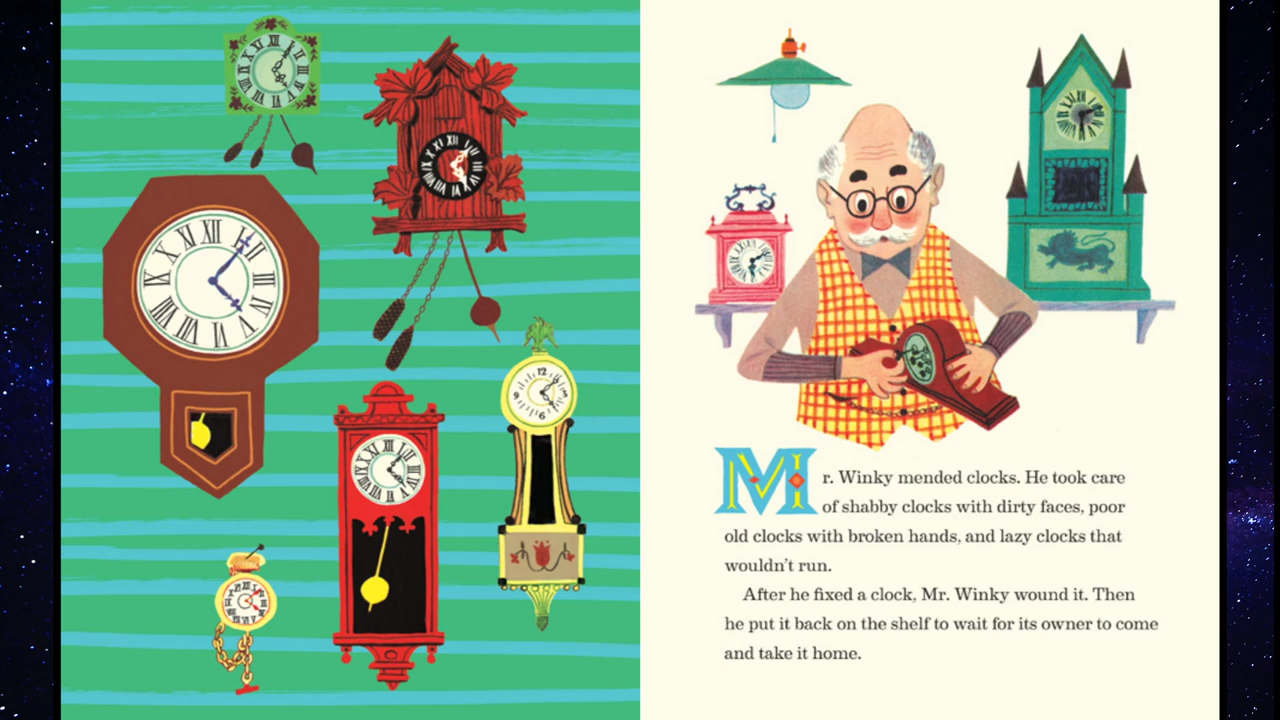 Mr. Winky mended clocks. He took care
of shabby clocks with dirty faces, poor
old clocks with broken hands, and lazy clocks that
wouldn't run.
After he fixed a clock, Mr. Winky wound it. Then
he put it back on the shelf to wait for its owner to come
and take it home.